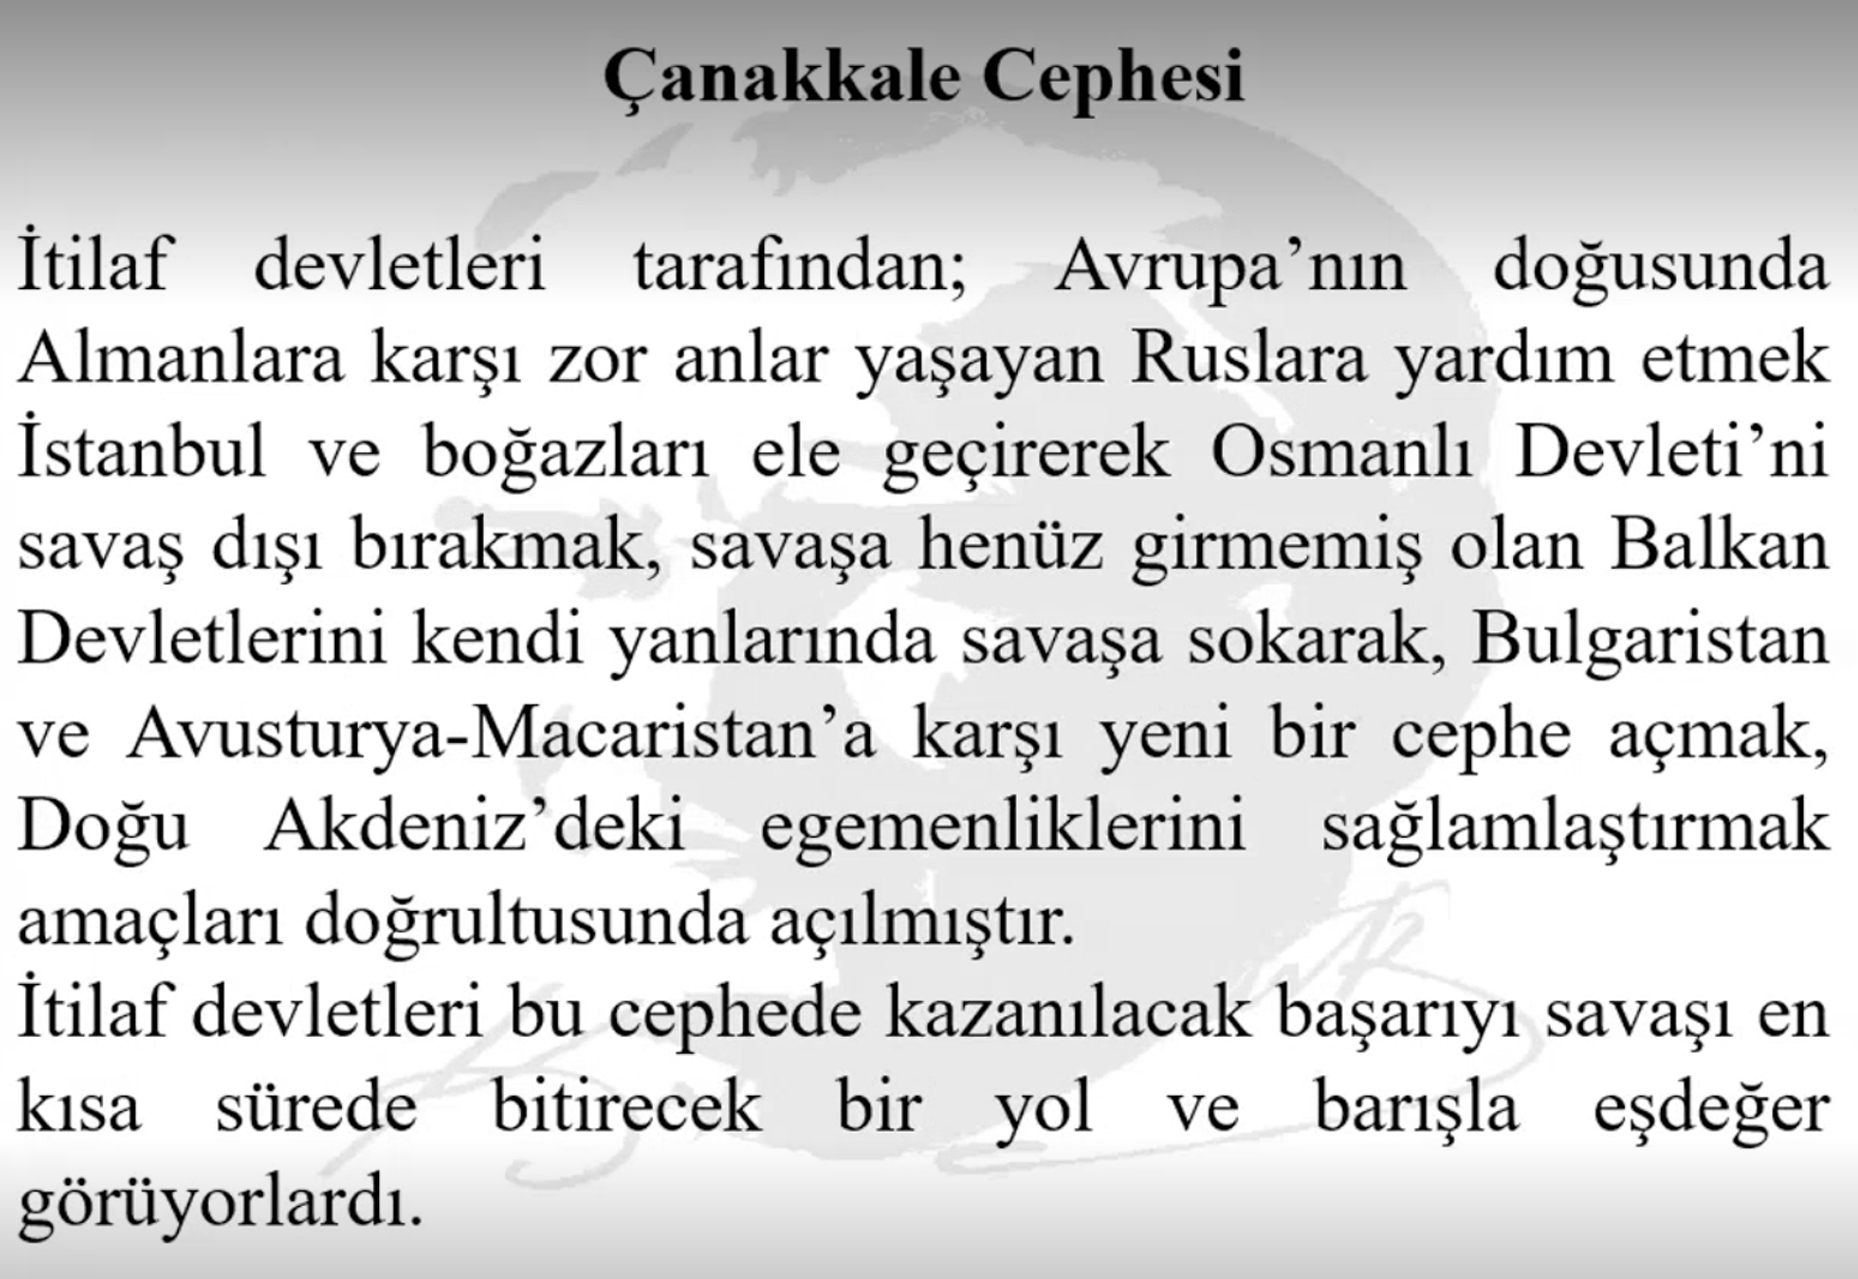 Çanakkale Cephesi
İtilaf devletleri tarafından; Avrupa’nın doğusunda
Almanlara karşı zor anlar yaşayan Ruslara yardım etmek
İstanbul ve boğazları ele geçirerek Osmanlı Devleti’ni
savaş dışı bırakmak, savaşa henüz girmemiş olan Balkan
Devletlerini kendi yanlarında savaşa sokarak, Bulgaristan
ve Avusturya-Macaristan’a karşı yeni bir cephe açmak,
Doğu Akdeniz’deki egemenliklerini sağlamlaştırmak
amaçları doğrultusunda açılmıştır.
İtilaf devletleri bu cephede kazanılacak başarıyı savaşı en
kısa sürede bitirecek bir yol ve barışla eşdeğer
görüyorlardı.